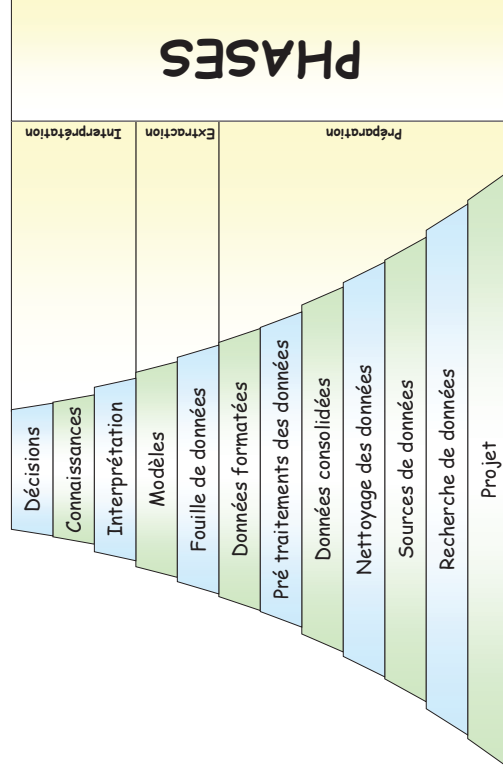 PHASES
Interprétation
Extraction
Préparation
Décisions
Connaissances
Interprétation
Modèles
Fouille de données
Données formatées
Pré traitements des données
Données consolidées
Nettoyage des données
Sources de données
Recherche de données
Projet